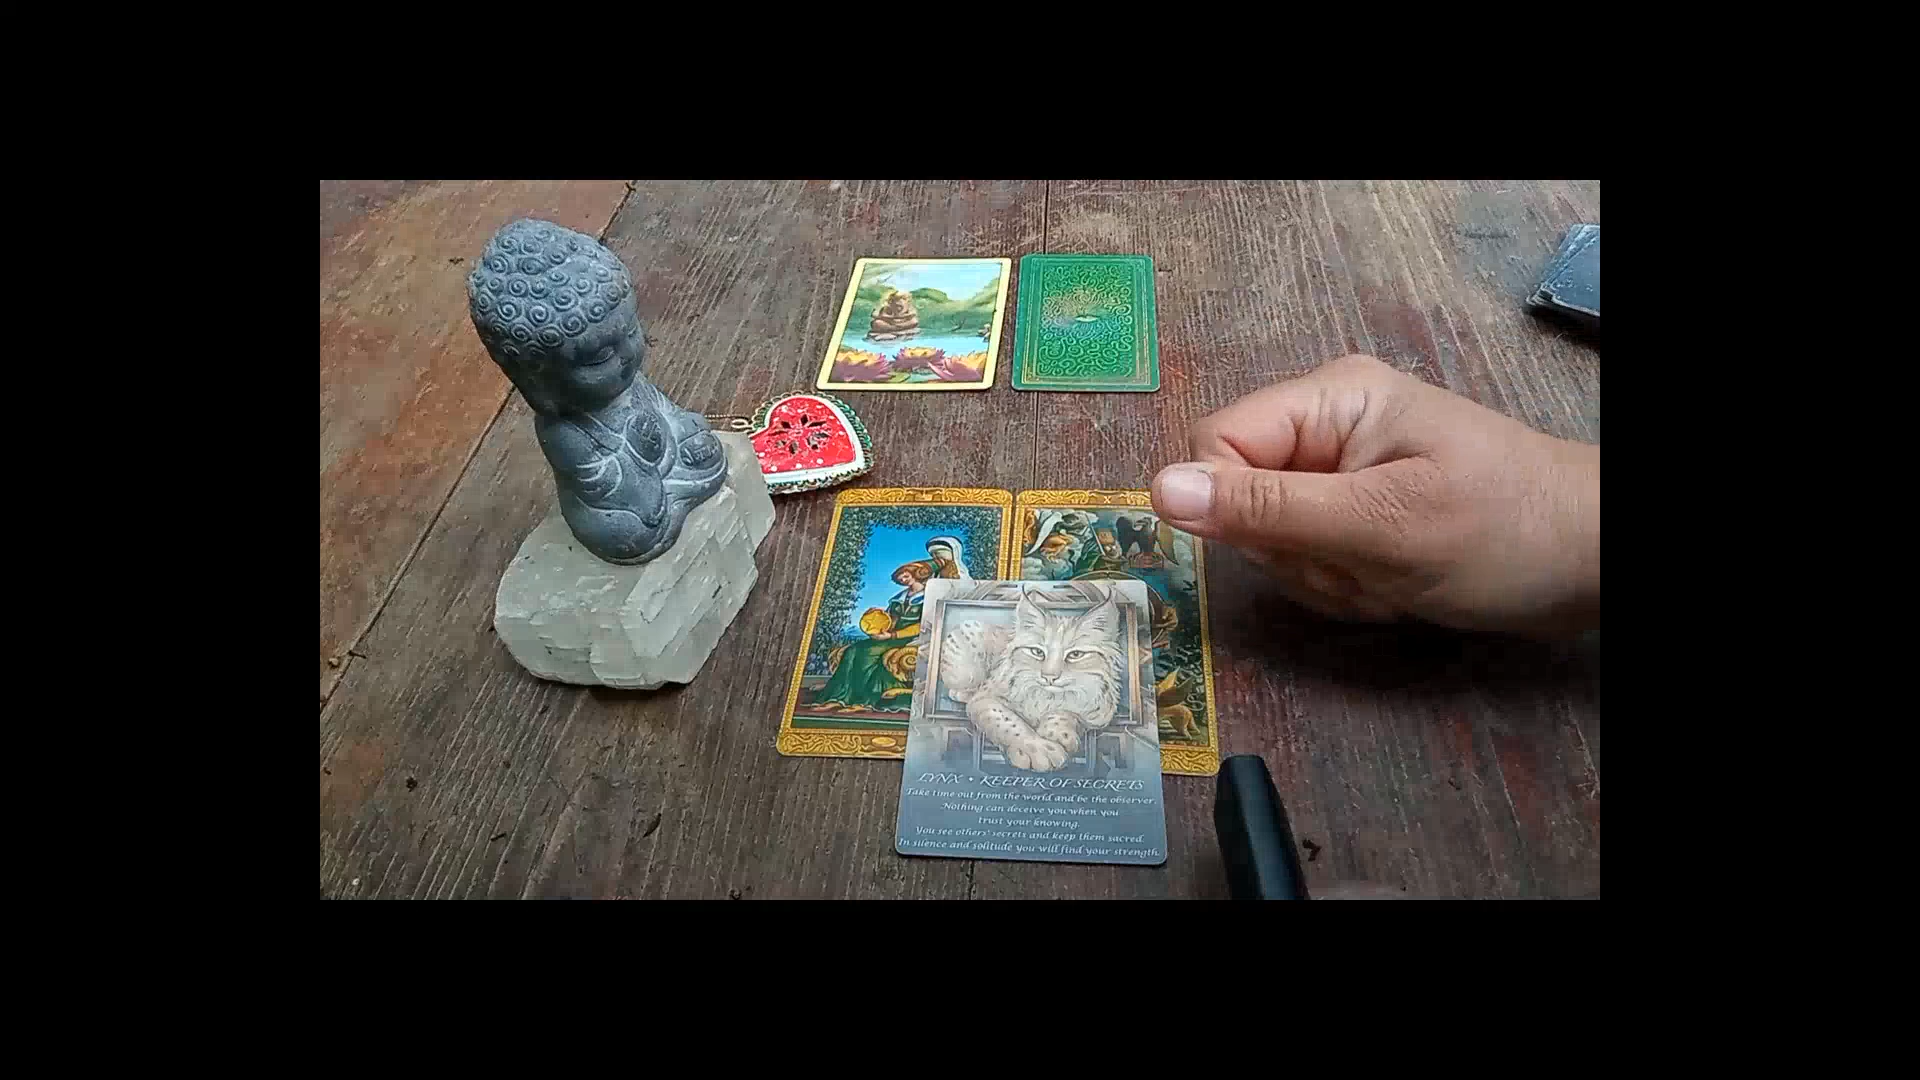 X
LYNX • KEEPER OF SECRETS
Take time out from the world and be the observer.
Nothing can deceive you when you
trust your knowing.
You see others' secrets and keep them sacred.
In silence and solitude you will find your strength.